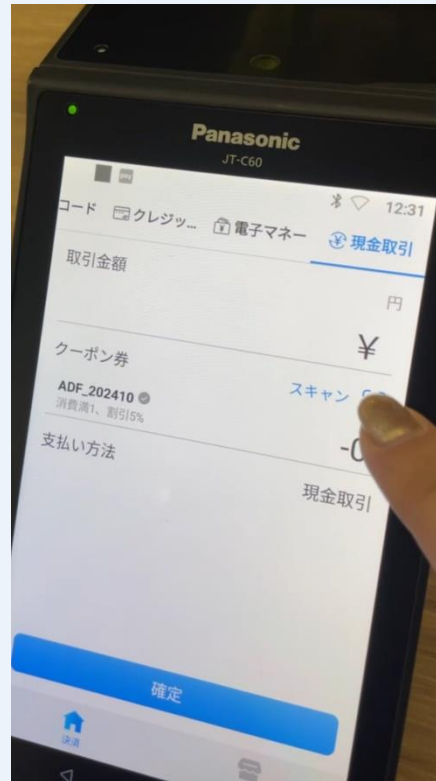 Panasonic
JT-C60
12:31
コード クレジッ... 電子マネー 現金取引
取引金額
円
¥
クーポン券
スキャン
ADF_202410
消費満1、割引5%
-0
支払い方法
現金取引
確定
決済